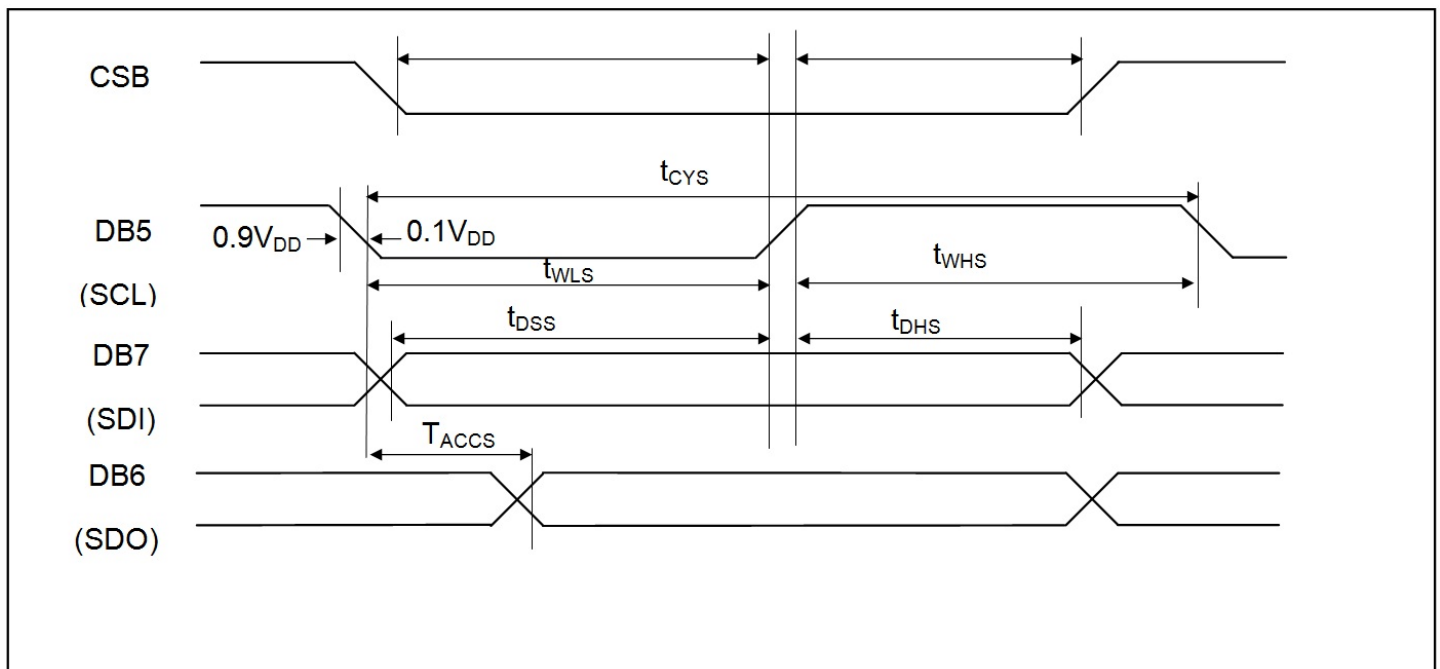 CSB
tCYS
DB5
0.9VDD
0.1VDD
tWLS
tWHS
(SCL)
tDSS
tDHS
DB7
(SDI)
TACCS
DB6
(SDO)